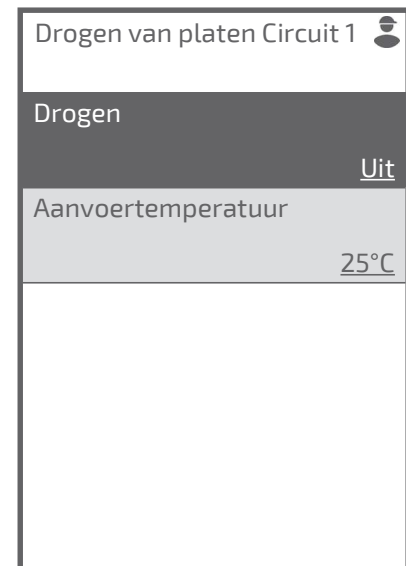 Drogen van platen Circuit 1
Drogen
Uit
Aanvoertemperatuur
25°C